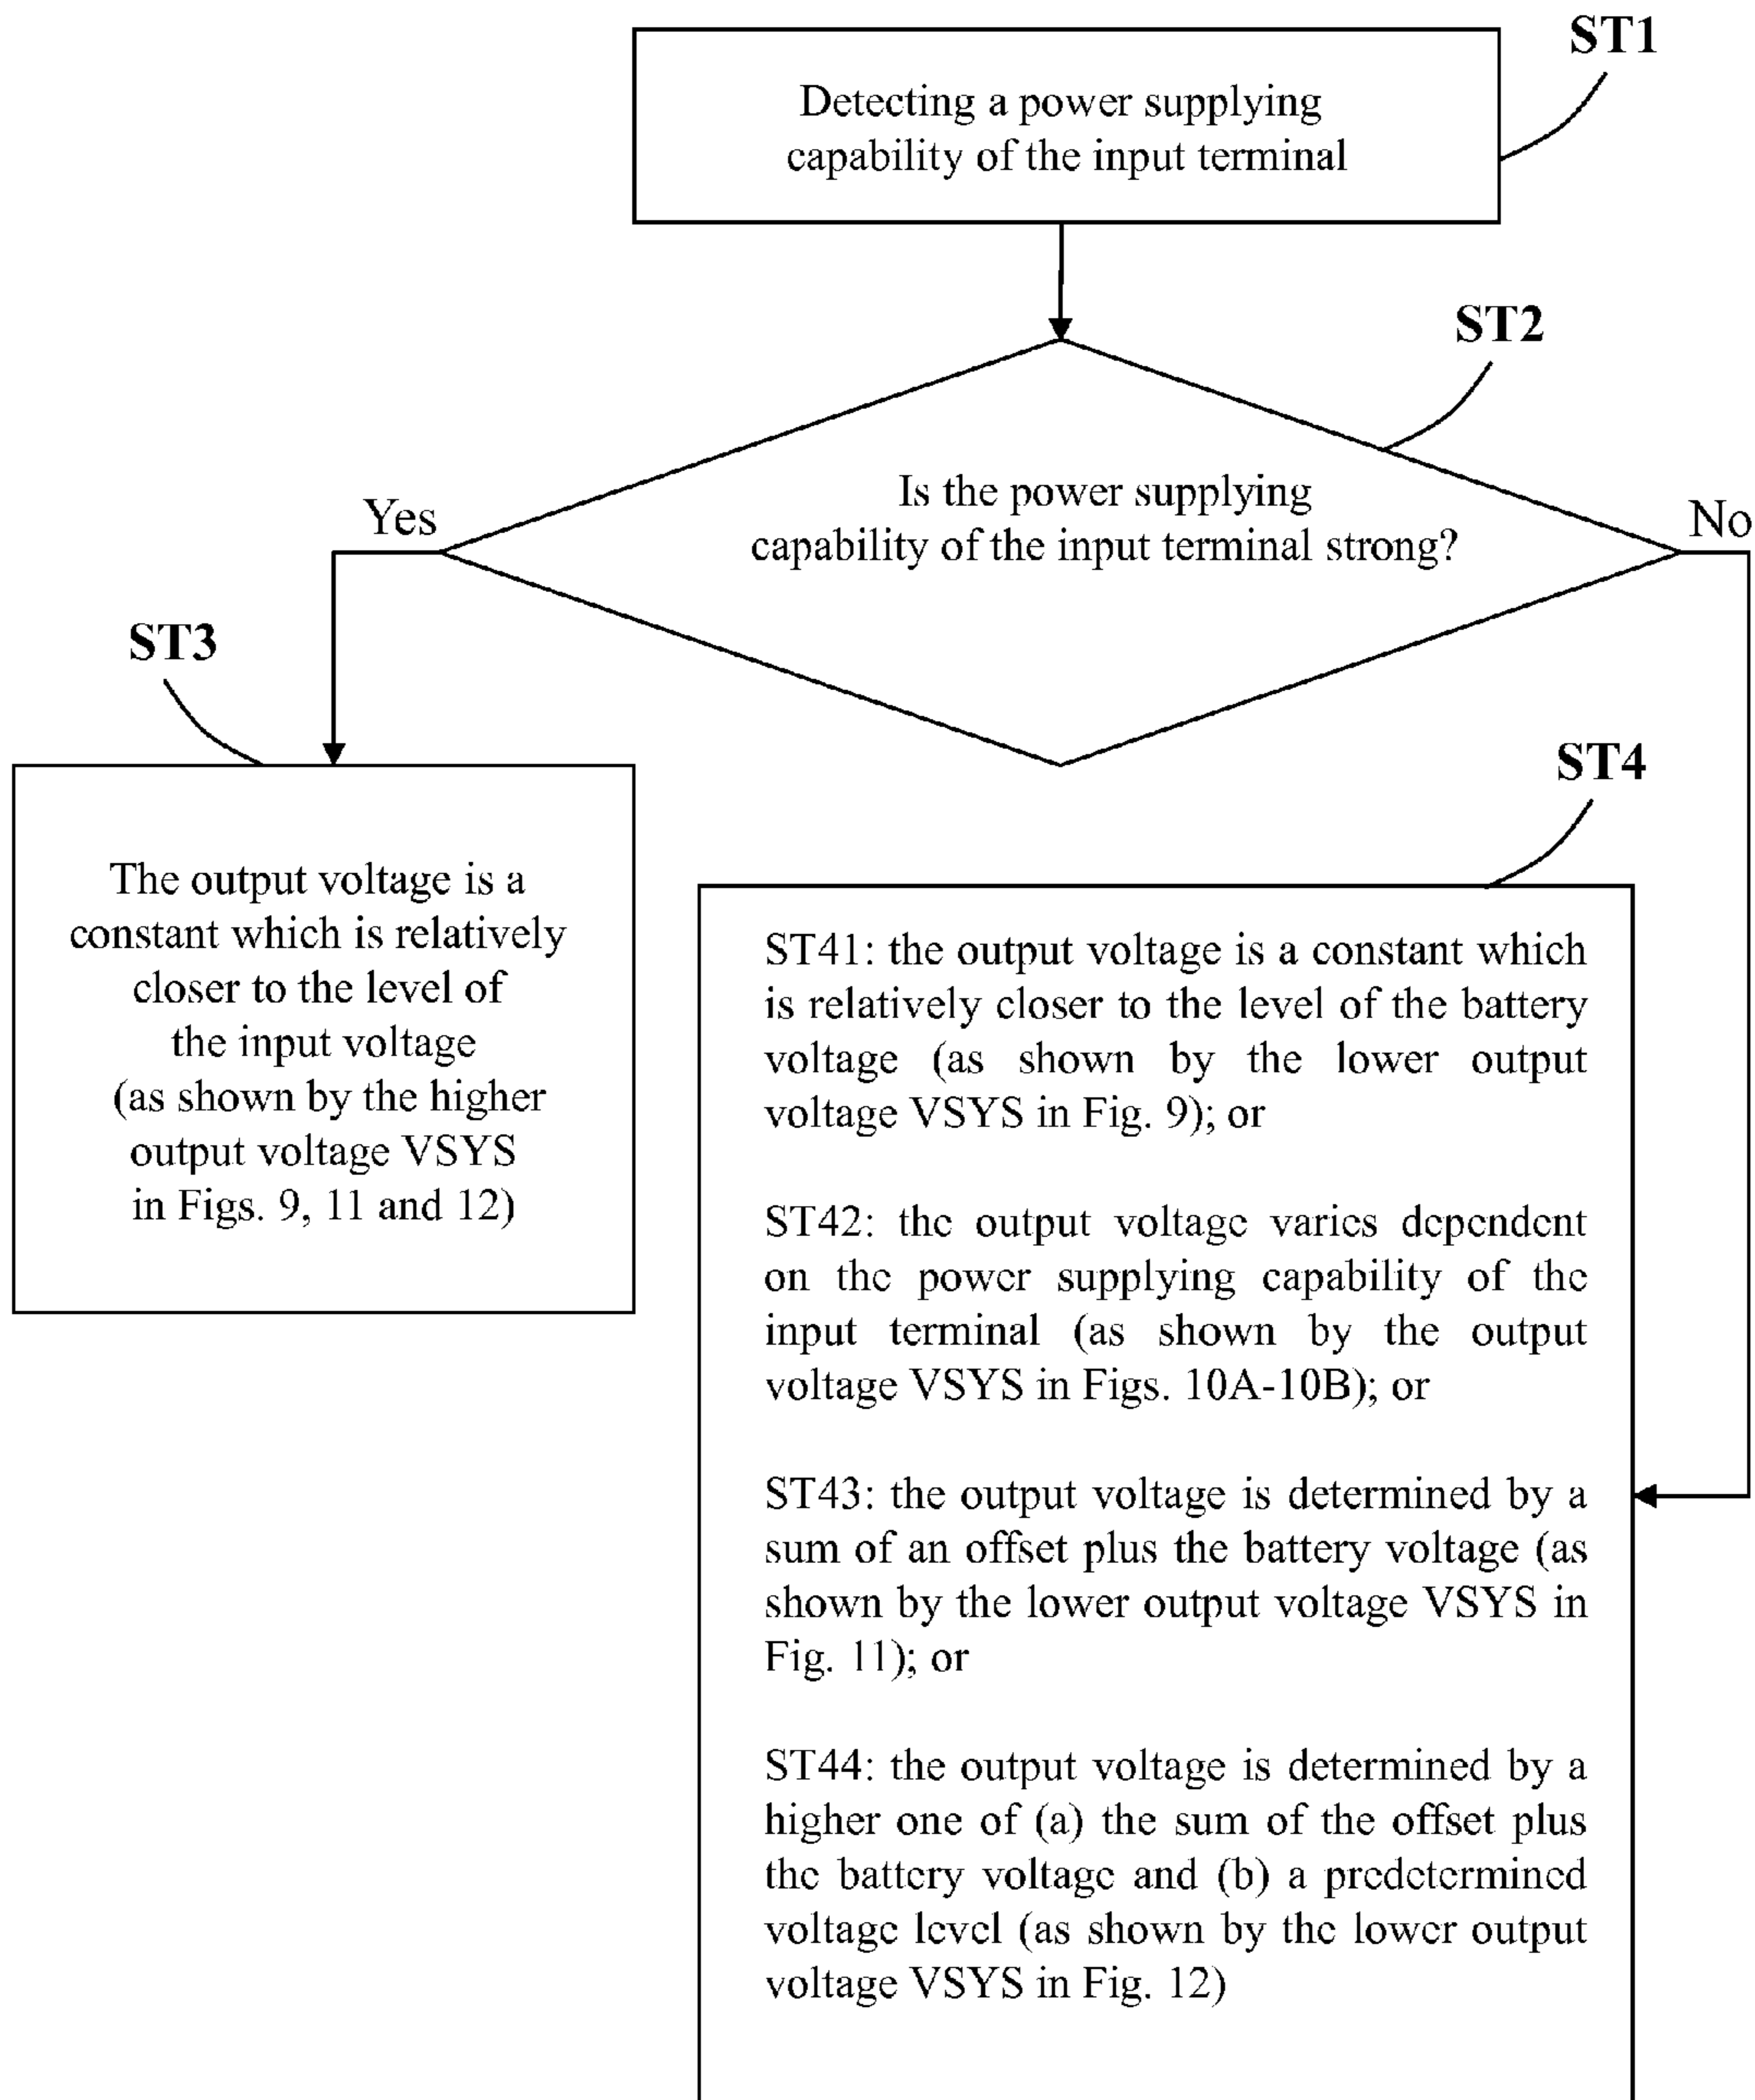 ST1
Detecting a power supplying
capability of the input terminal
ST2
Is the power supplying
capability of the input terminal strong?
Yes
No
ST3
The output voltage is a
constant which is relatively
closer to the level of
the input voltage
(as shown by the higher
output voltage VSYS
in Figs. 9, 11 and 12)
ST4
ST41: the output voltage is a constant which
is relatively closer to the level of the battery
voltage (as shown by the lower output
voltage VSYS in Fig. 9); or
ST42: the output voltage varies dependent
on the power supplying capability of the
input terminal (as shown by the output
voltage VSYS in Figs. 10A-10B); or
ST43: the output voltage is determined by a
sum of an offset plus the battery voltage (as
shown by the lower output voltage VSYS in
Fig. 11); or
ST44: the output voltage is determined by a
higher one of (a) the sum of the offset plus
the battery voltage and (b) a predetermined
voltage level (as shown by the lower output
voltage VSYS in Fig. 12)